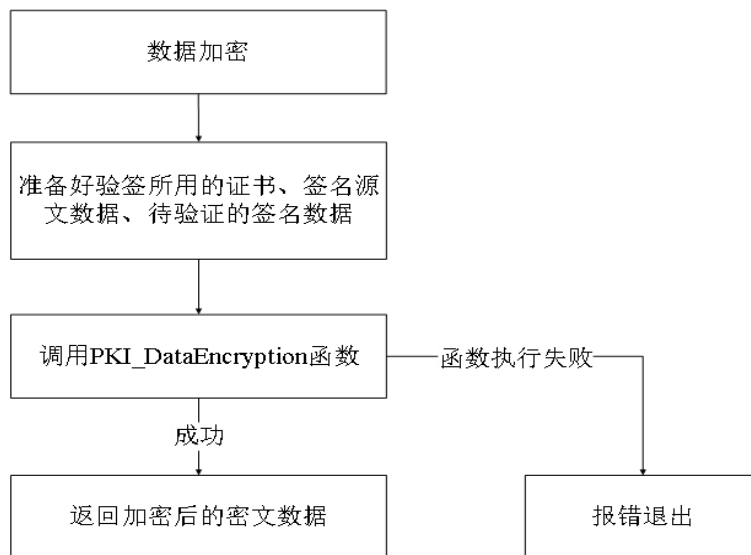 数据加密
准备好验签所用的证书、签名源
文数据、待验证的签名数据
调用PKI_DataEncryption函数
函数执行失败
成功
返回加密后的密文数据
报错退出